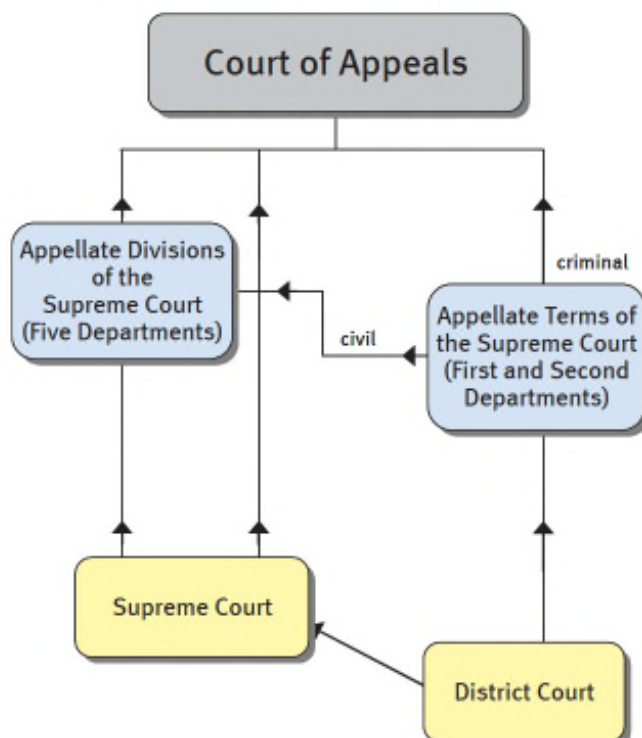 Court of Appeals
Appellate Divisions
of the
Supreme Court
(Five Departments)
criminal
civil
Appellate Terms of
the Supreme Court
(First and Second
Departments)
Supreme Court
District Court